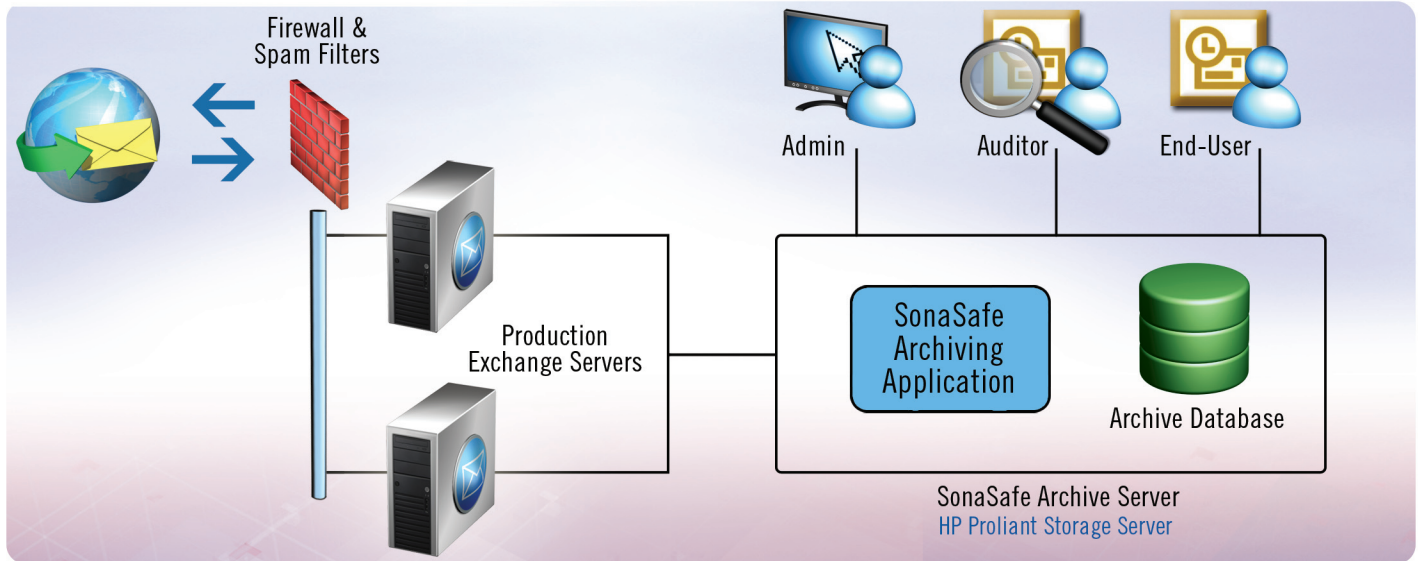 Firewall &
Spam Filters
Admin
Auditor
End-User
Production
Exchange Servers
SonaSafe
Archiving
Application
Archive Database
SonaSafe Archive Server
HP Proliant Storage Server